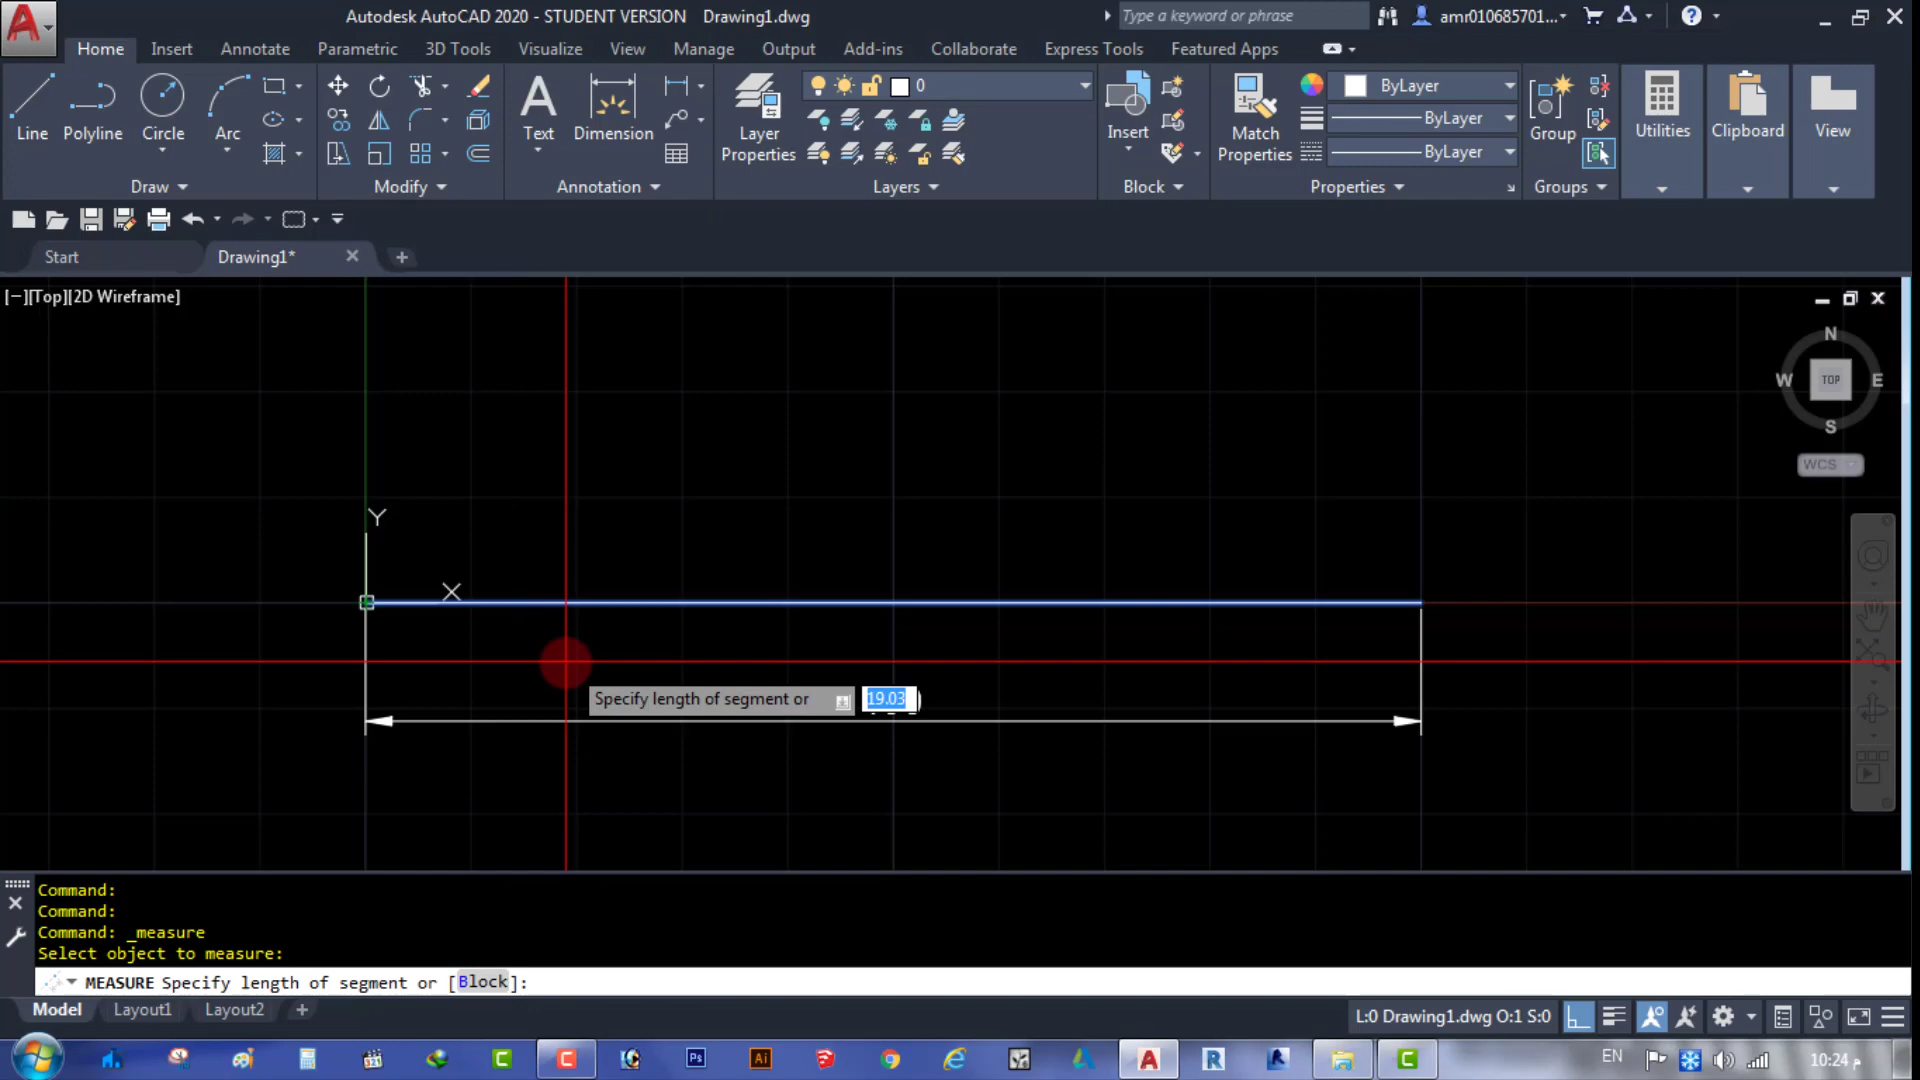 Autodesk AutoCAD 2020 - STUDENT VERSION Drawing1.dwg
Type a keyword or phrase
amr010685701...
Home Insert Annotate Parametric 3D Tools Visualize View Manage Output Add-ins Collaborate Express Tools Featured Apps
0
ByLayer
ByLayer
ByLayer
Line Polyline Circle Arc
Text Dimension
Layer Properties
Insert
Match Properties
Group
Utilities Clipboard View
Draw Modify Annotation Layers Block Properties Groups
Start Drawing1*
[−][Top][2D Wireframe]
N
W TOP E
S
WCS
Y
X
Specify length of segment or 19.03
Command:
Command:
Command: _measure
Select object to measure:
MEASURE Specify length of segment or [Block]:
Model Layout1 Layout2
L:0 Drawing1.dwg O:1 S:0
Ps Ai
EN
10:24 م